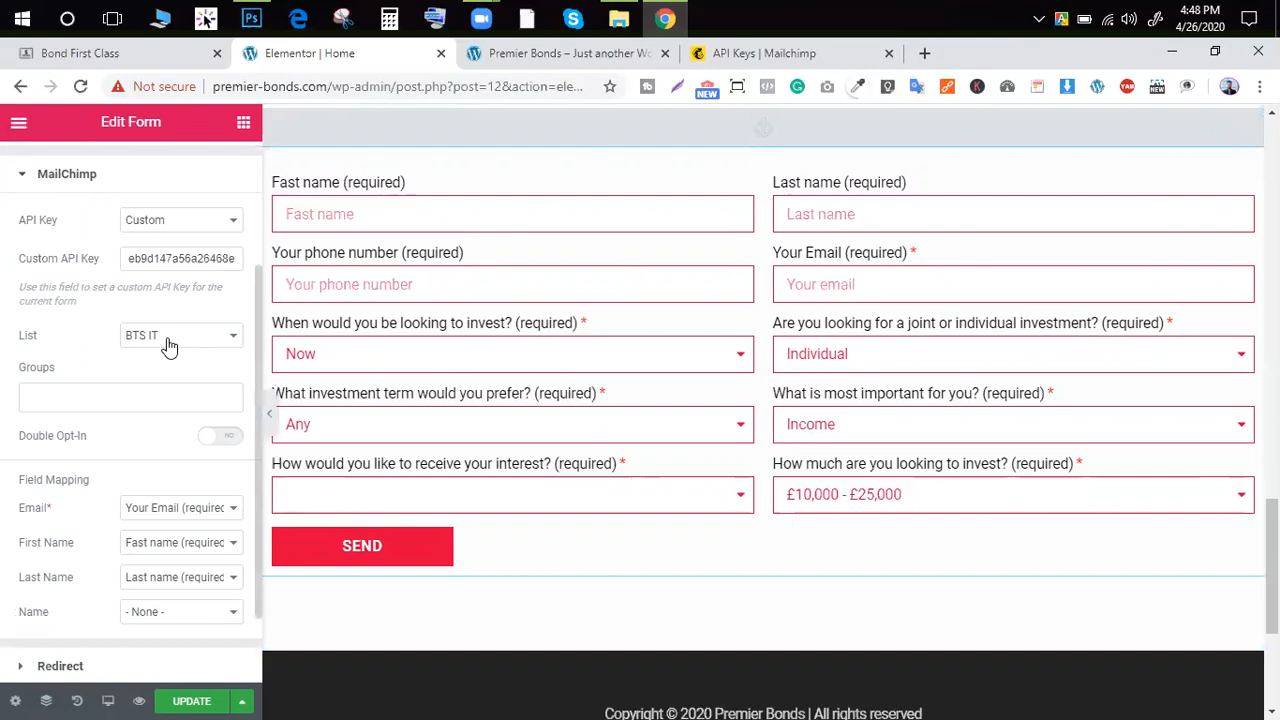 4:48 PM
4/26/2020
Bond First Class
Elementor | Home
Premier Bonds – Just another Wo
API Keys | Mailchimp
Not secure
premier-bonds.com/wp-admin/post.php?post=12&action=ele...
NEW
NEW
Edit Form
MailChimp
API Key
Custom
Custom API Key
eb9d147a56a26468e
Use this field to set a custom API Key for the
current form
List
BTS IT
Groups
Double Opt-In
NO
Field Mapping
Email*
Your Email (required
First Name
Fast name (required
Last Name
Last name (required
Name
- None -
Redirect
UPDATE
Fast name (required)
Last name (required)
Fast name
Last name
Your phone number (required)
Your Email (required) *
Your phone number
Your email
When would you be looking to invest? (required) *
Are you looking for a joint or individual investment? (required) *
Now
Individual
What investment term would you prefer? (required) *
What is most important for you? (required) *
Any
Income
How would you like to receive your interest? (required) *
How much are you looking to invest? (required) *
£10,000 - £25,000
SEND
Copyright © 2020 Premier Bonds | All rights reserved